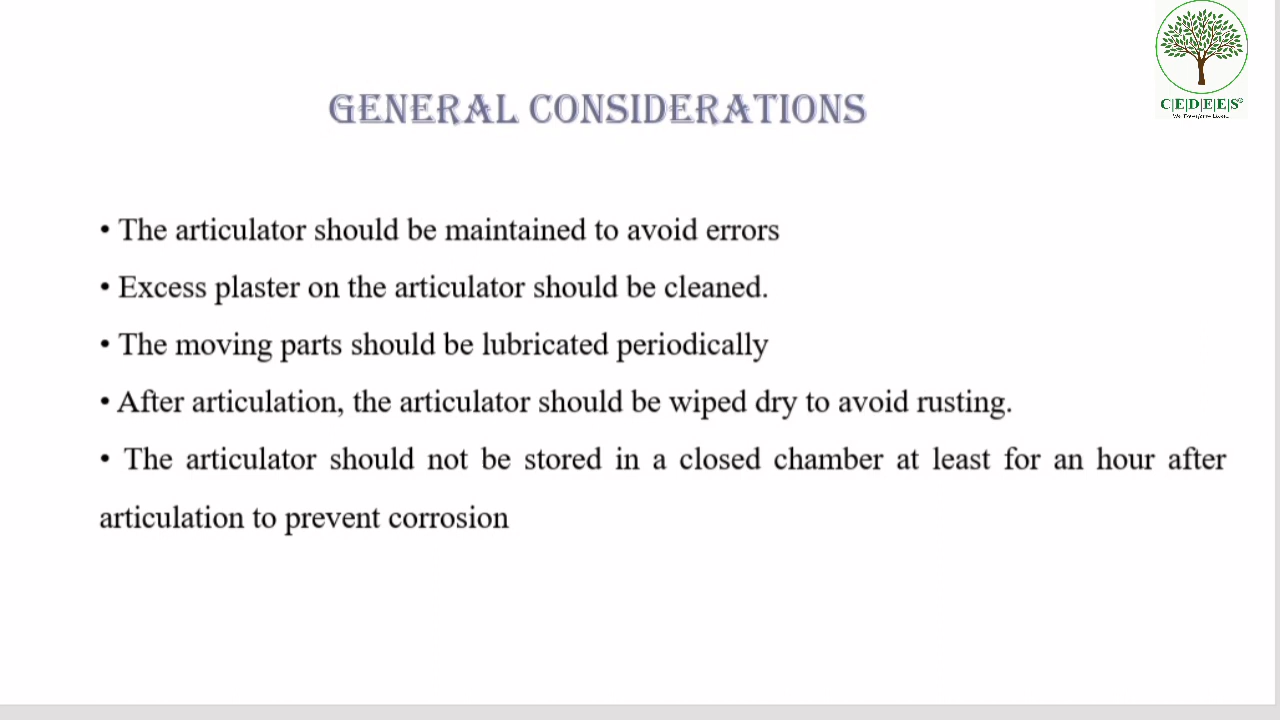 C|E|D|E|E|S
GENERAL CONSIDERATIONS
• The articulator should be maintained to avoid errors
• Excess plaster on the articulator should be cleaned.
• The moving parts should be lubricated periodically
• After articulation, the articulator should be wiped dry to avoid rusting.
• The articulator should not be stored in a closed chamber at least for an hour after
articulation to prevent corrosion